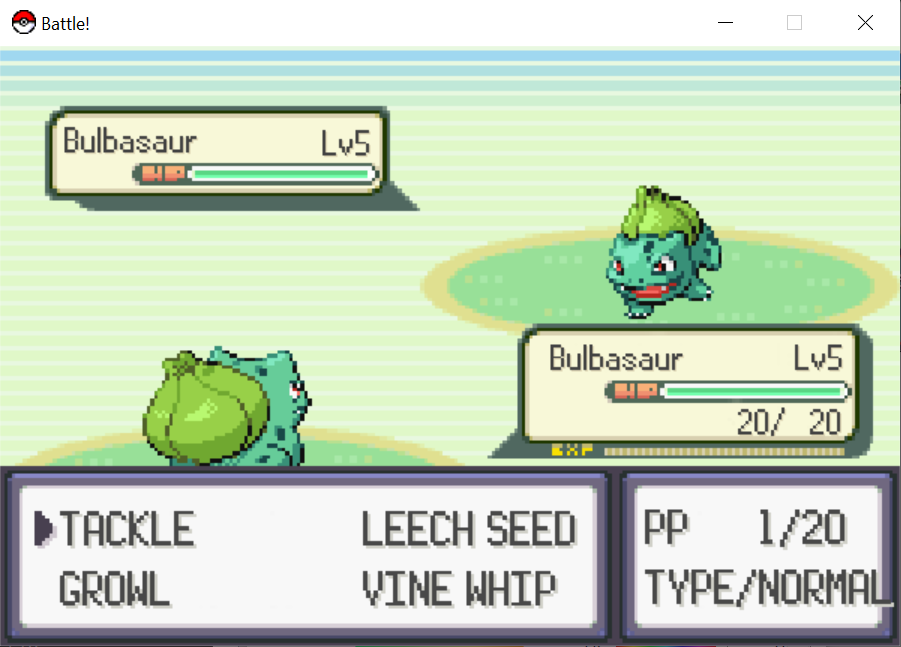 Battle!
Bulbasaur Lv5
HP
Bulbasaur Lv5
HP
20/ 20
EXP
TACKLE LEECH SEED
GROWL VINE WHIP
PP 1/20
TYPE/NORMAL